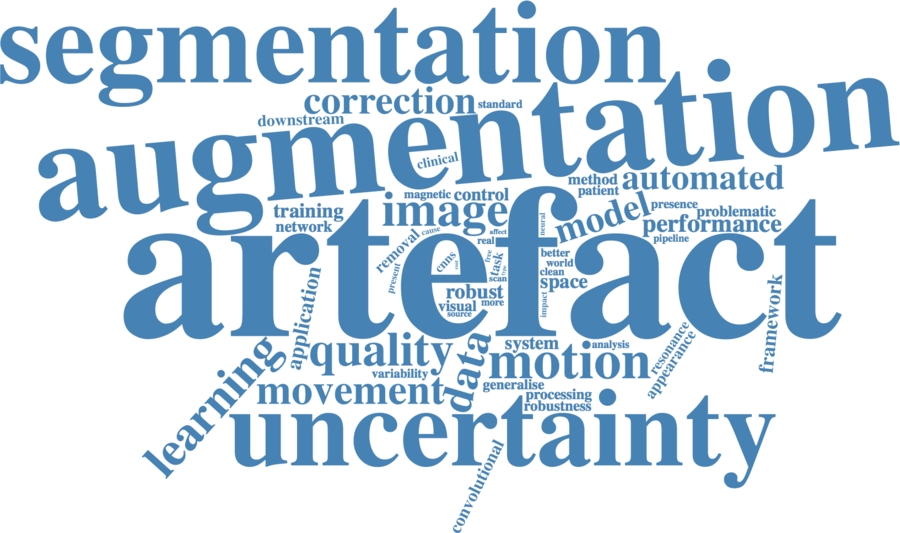 segmentation
correction
standard
downstream
augmentation
clinical
method
automated
patient
magnetic
control
image
model
presence
problematic
training
network
performance
pipeline
cause
affect
neural
real
removal
artefact
present
cnns
free
task
better
world
clean
scan
space
robust
impact
visual
more
source
application
framework
quality
data
system
analysis
resonance
appearance
motion
variability
learning
movement
generalise
processing
robustness
uncertainty
convolutional